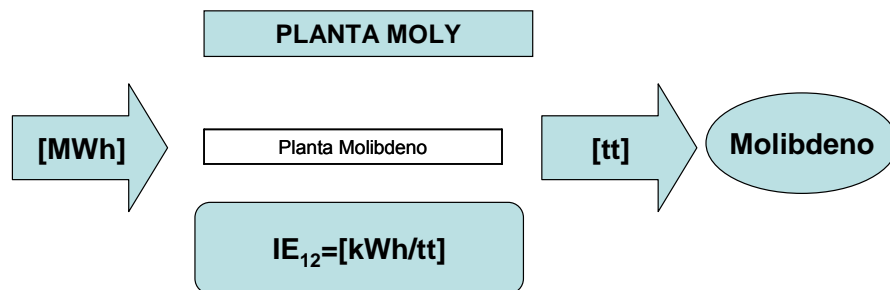 PLANTA MOLY
[MWh]
Planta Molibdeno
[tt]
Molibdeno
IE12=[kWh/tt]